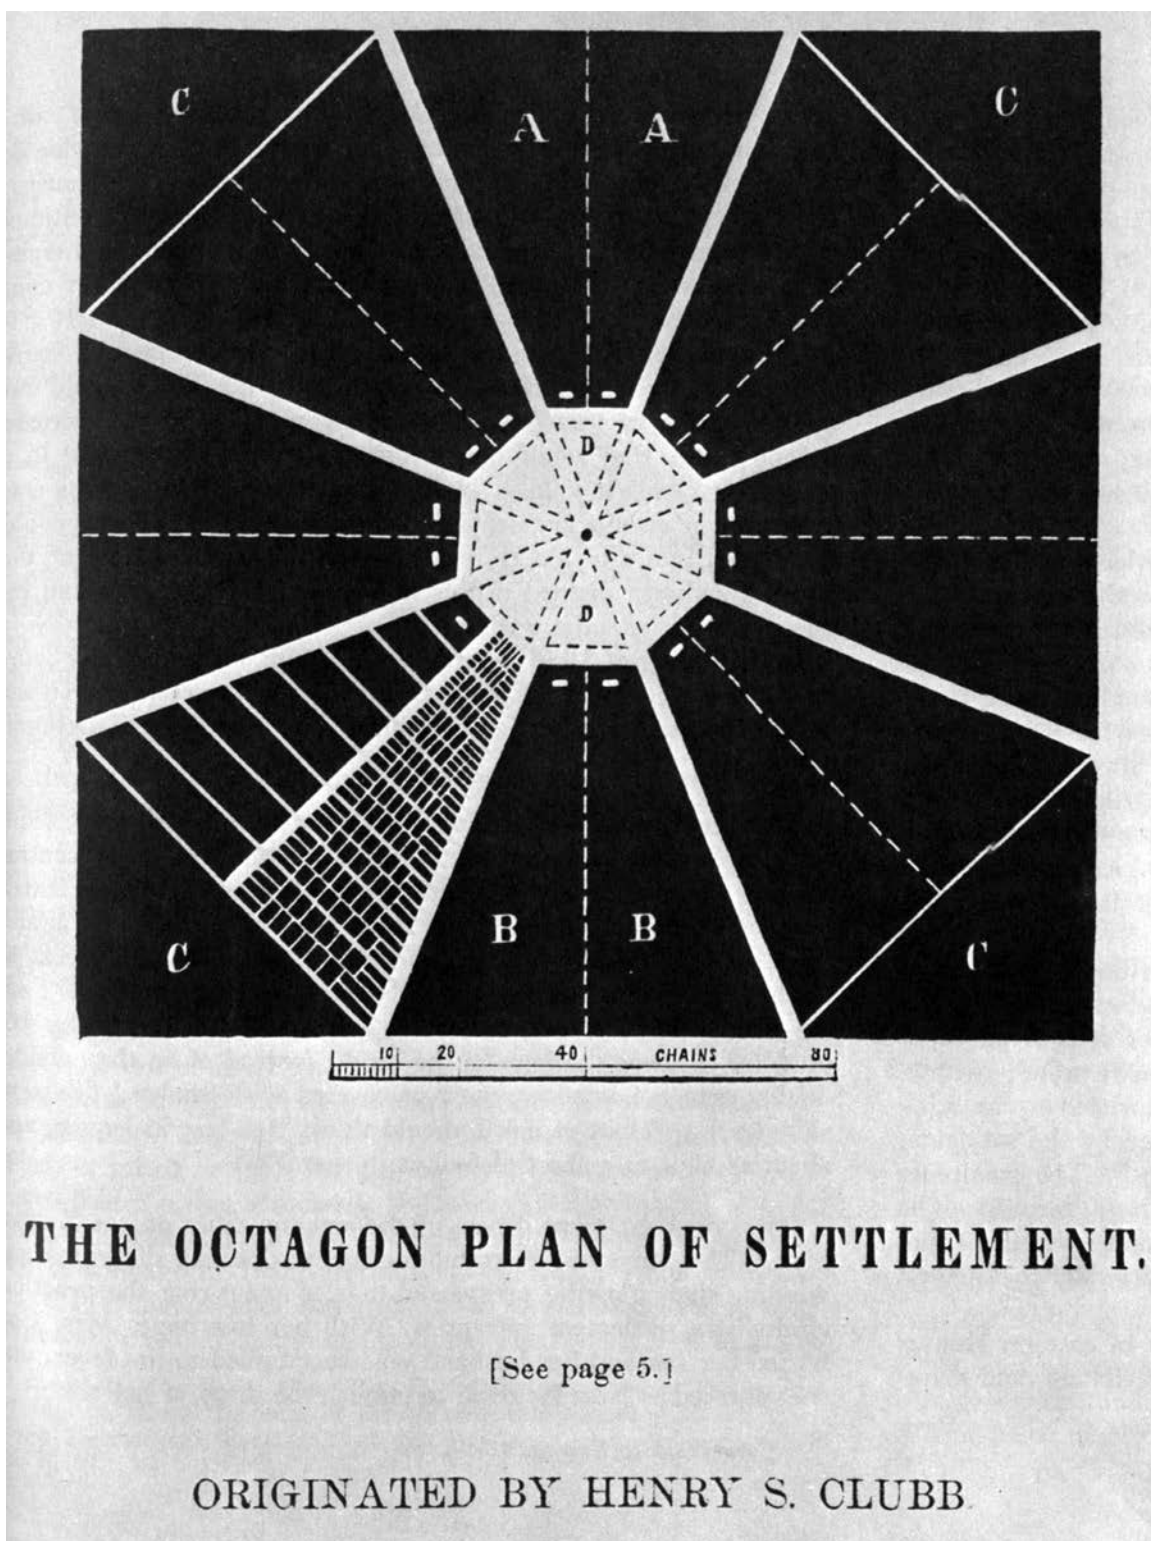 C C
A A
D
D
B B
C C
10 20 40 CHAINS 80
THE OCTAGON PLAN OF SETTLEMENT.
[See page 5.]
ORIGINATED BY HENRY S. CLUBB.